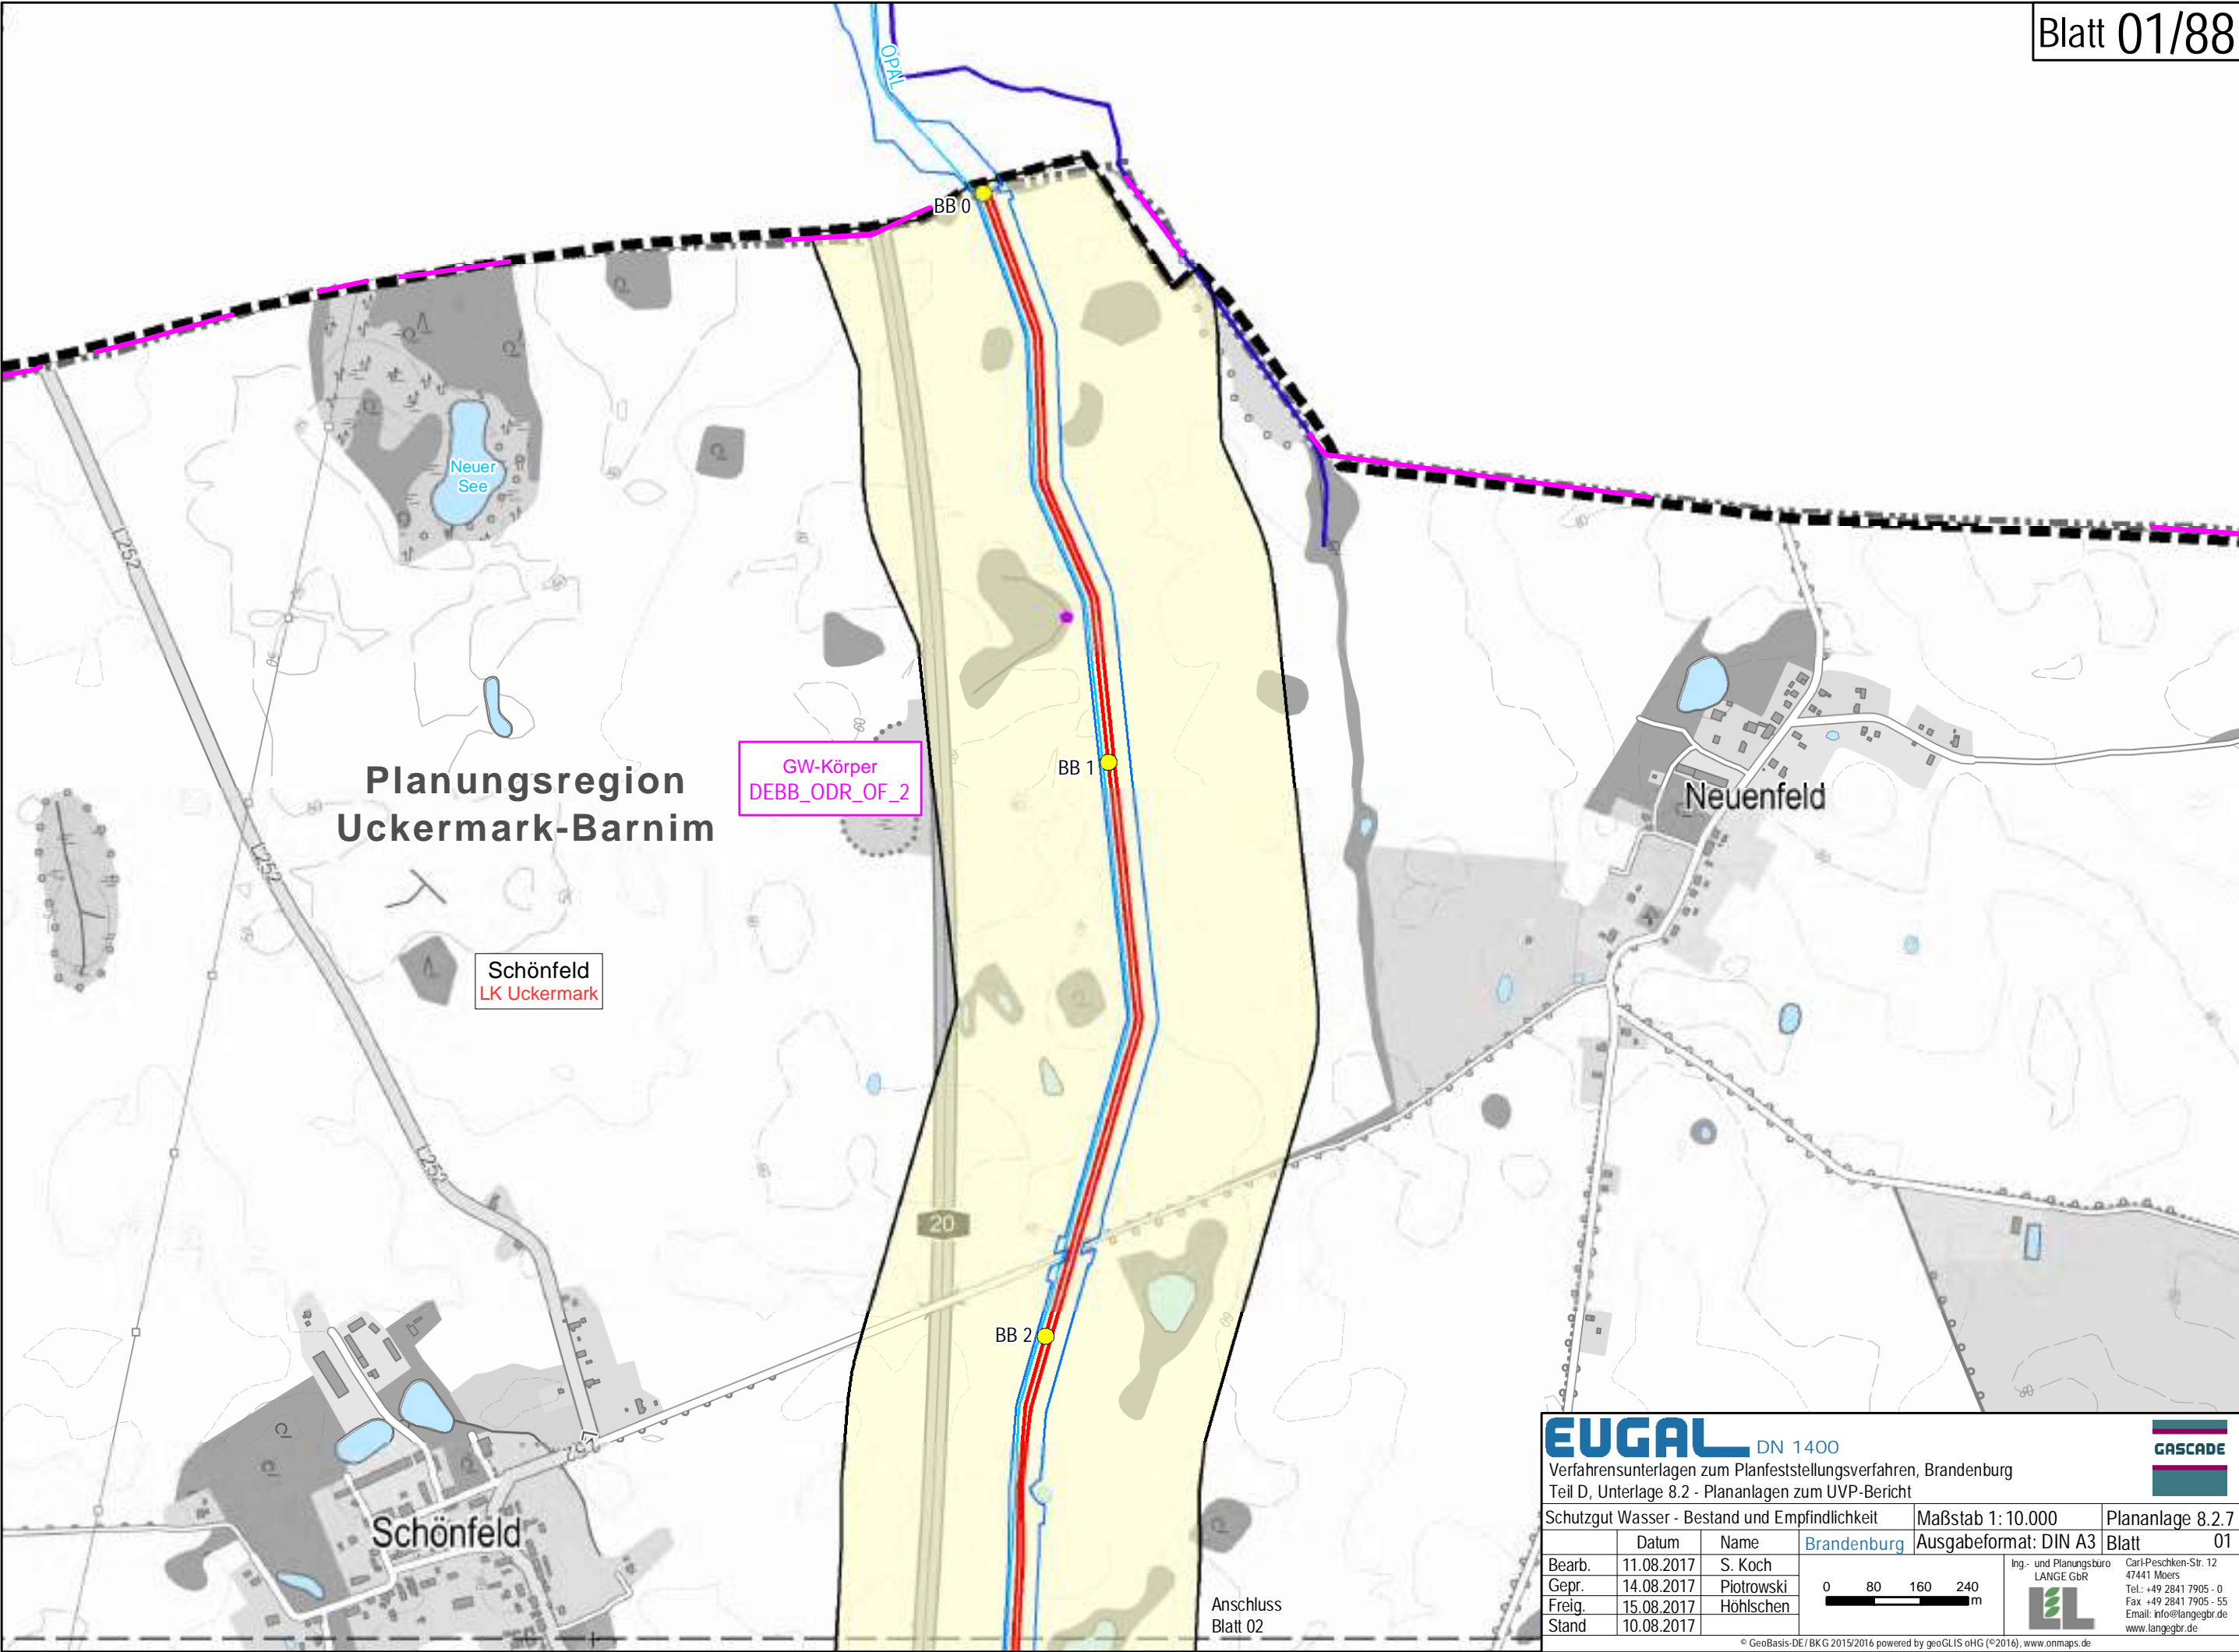 Blatt 01/88
OPAL
BB 0
Neuer
See
L252
BB 1
GW-Körper
DEBB_ODR_OF_2
Planungsregion
Uckermark-Barnim
Neuenfeld
L252
Schönfeld
LK Uckermark
60
L252
20
BB 2
60
Schönfeld
Anschluss
Blatt 02
EUGAL DN 1400
GASCADE
Verfahrensunterlagen zum Planfeststellungsverfahren, Brandenburg
Teil D, Unterlage 8.2 - Plananlagen zum UVP-Bericht
Schutzgut Wasser - Bestand und Empfindlichkeit
Maßstab 1: 10.000
Plananlage 8.2.7
Datum Name
Brandenburg
Ausgabeformat: DIN A3
Blatt 01
Bearb. 11.08.2017 S. Koch
Gepr. 14.08.2017 Piotrowski
Freig. 15.08.2017 Höhlschen
Stand 10.08.2017
0 80 160 240
m
Ing.- und Planungsbüro
LANGE GbR
Carl-Peschken-Str. 12
47441 Moers
Tel.: +49 2841 7905 - 0
Fax +49 2841 7905 - 55
Email: info@langegbr.de
www.langegbr.de
© GeoBasis-DE / BKG 2015/2016 powered by geoGLIS oHG (©2016), www.onmaps.de